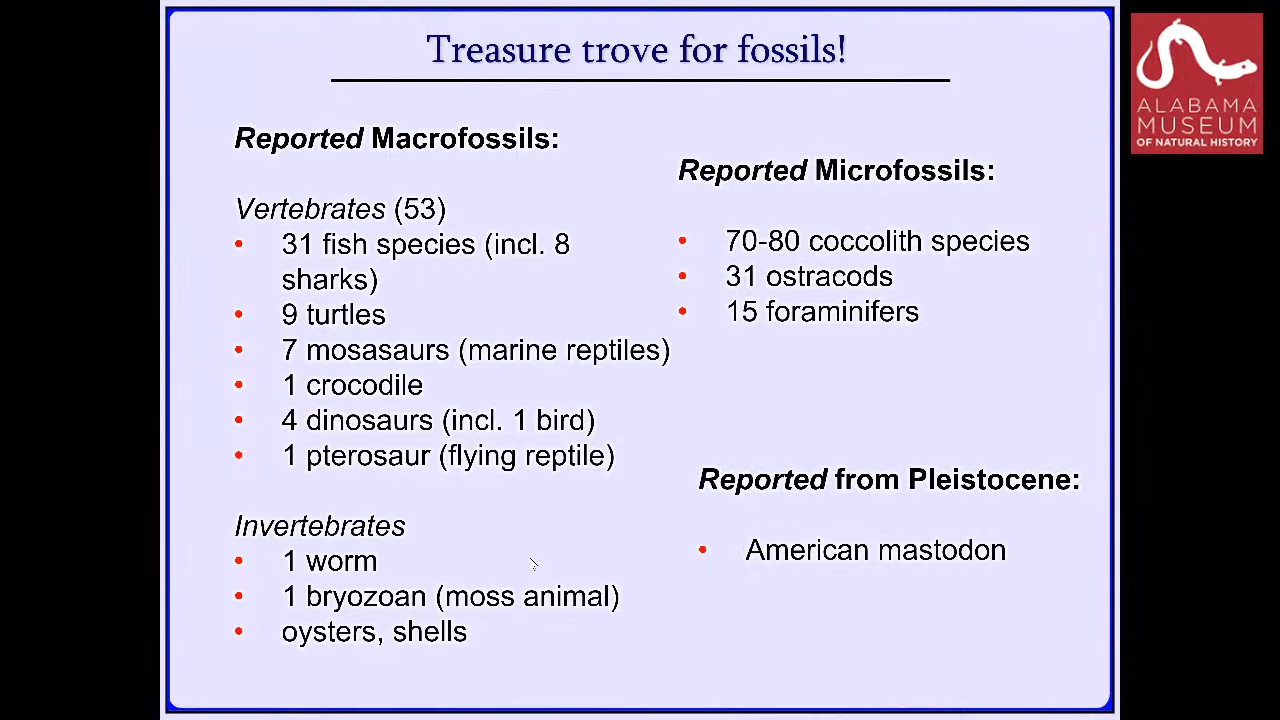 Treasure trove for fossils!
ALABAMA
MUSEUM
OF NATURAL HISTORY
Reported Macrofossils:
Vertebrates (53)
• 31 fish species (incl. 8
sharks)
• 9 turtles
• 7 mosasaurs (marine reptiles)
• 1 crocodile
• 4 dinosaurs (incl. 1 bird)
• 1 pterosaur (flying reptile)
Invertebrates
• 1 worm
• 1 bryozoan (moss animal)
• oysters, shells
Reported Microfossils:
• 70-80 coccolith species
• 31 ostracods
• 15 foraminifers
Reported from Pleistocene:
• American mastodon